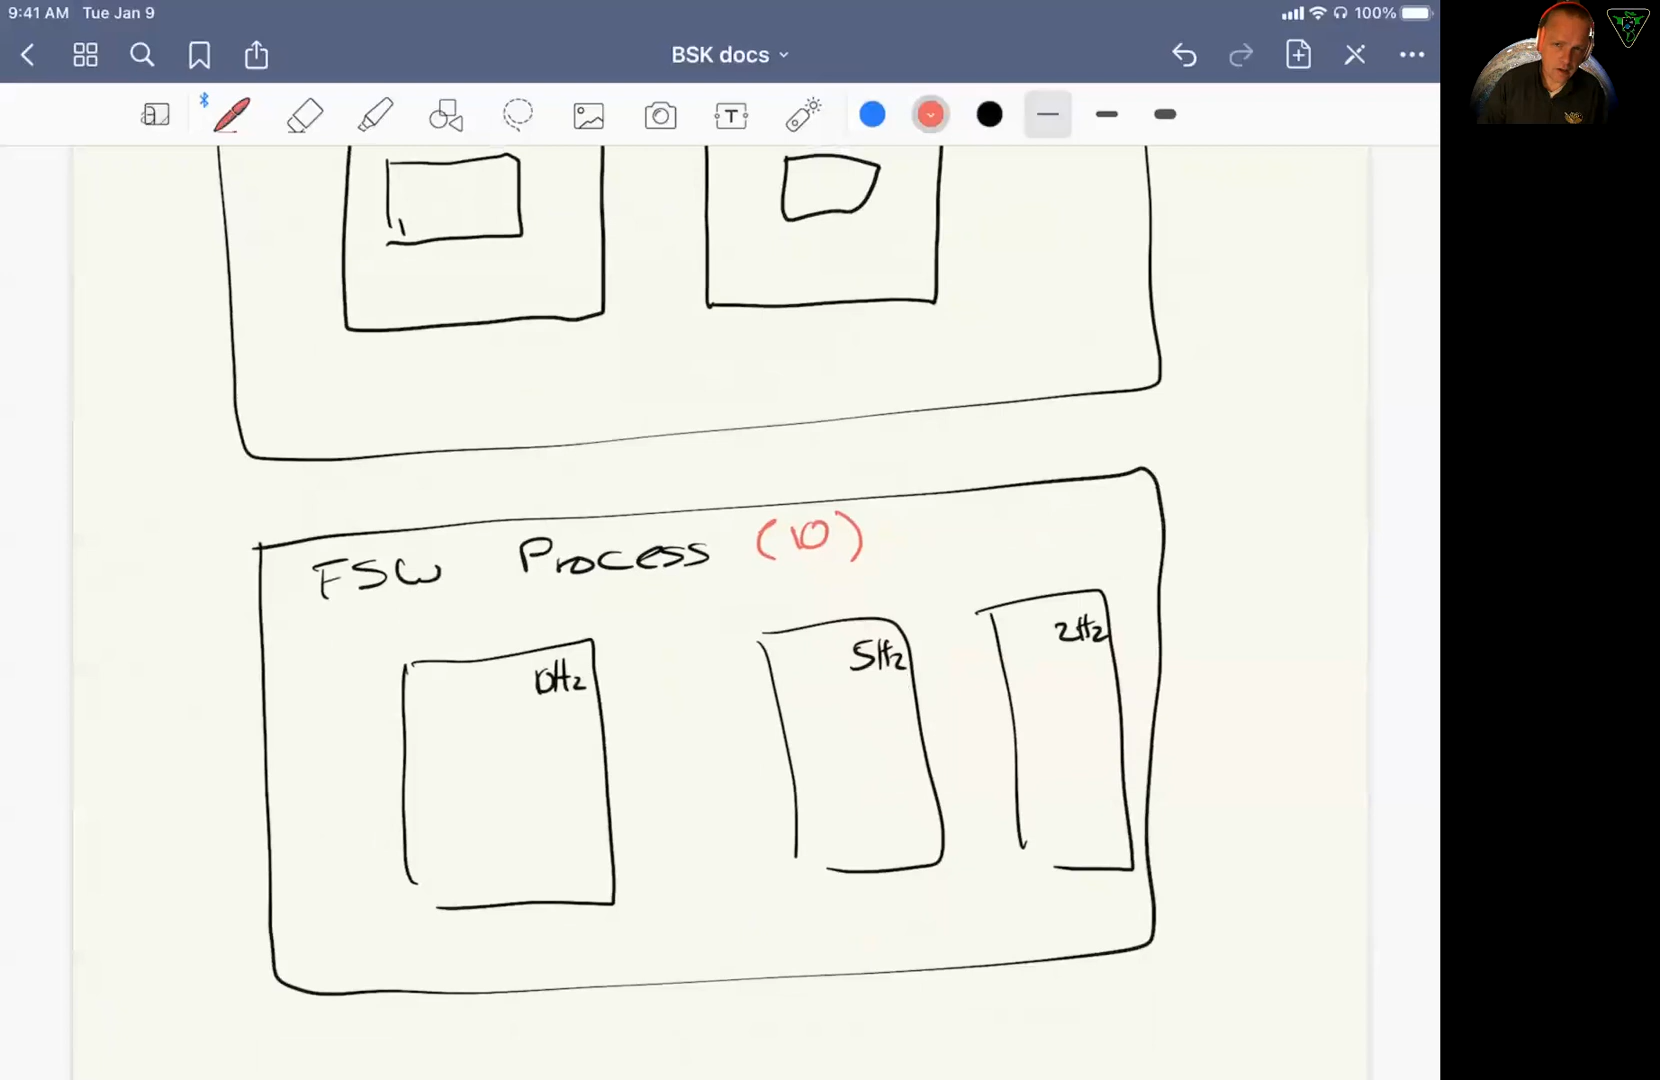 9:41 AM Tue Jan 9
100%
BSK docs
T
FSW Process (10)
10Hz
5Hz
2Hz